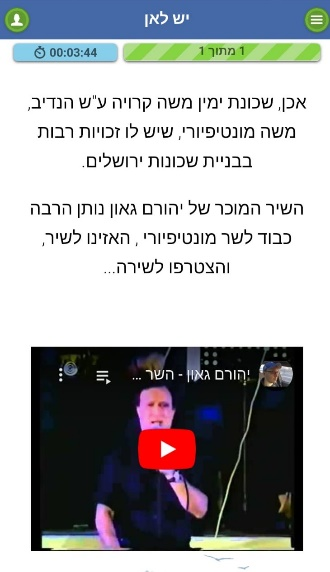 יש לאן
00:03:44
1 מתוך 1
אכן, שכונת ימין משה קרויה ע"ש הנדיב,
משה מונטיפיורי, שיש לו זכויות רבות
בבניית שכונות ירושלים.
השיר המוכר של יהורם גאון נותן הרבה
כבוד לשר מונטיפיורי , האזינו לשיר,
והצטרפו לשירה...
יהורם גאון - השר ...